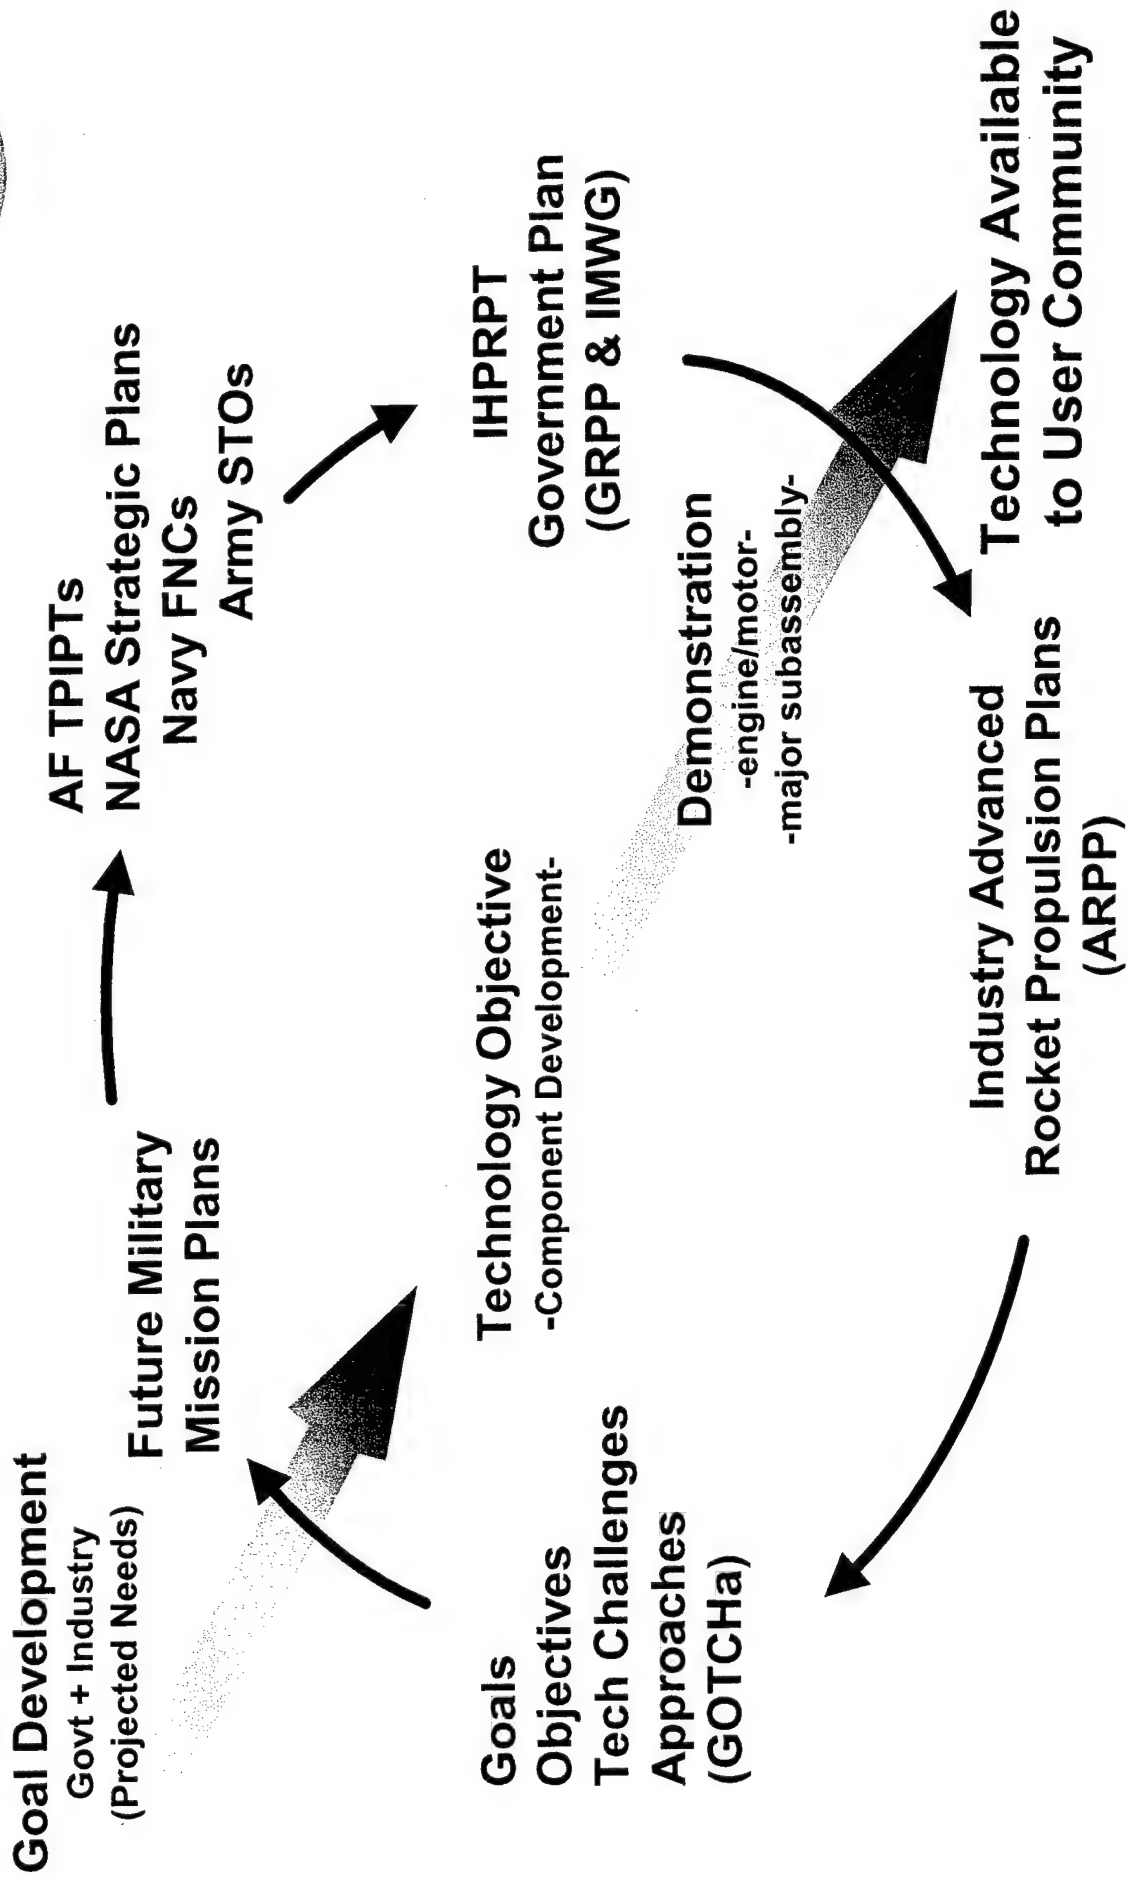 Goal Development
Govt + Industry
(Projected Needs)
Future Military
Mission Plans
AF TPIPTs
NASA Strategic Plans
Navy FNCs
Army STOs
Goals
Objectives
Tech Challenges
Approaches
(GOTCHa)
Technology Objective
-Component Development-
IHPRPT
Government Plan
(GRPP & IMWG)
Demonstration
-engine/motor-
-major subassembly-
Industry Advanced
Rocket Propulsion Plans
(ARPP)
Technology Available
to User Community